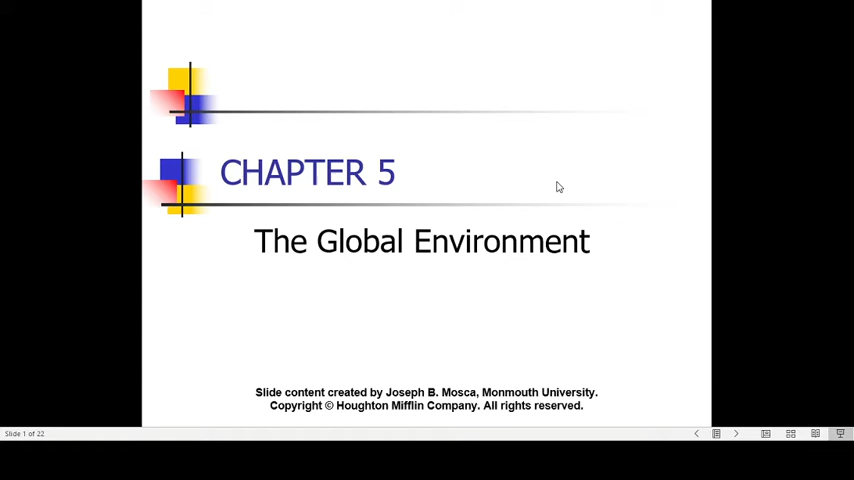 CHAPTER 5
The Global Environment
Slide content created by Joseph B. Mosca, Monmouth University.
Copyright © Houghton Mifflin Company. All rights reserved.
Slide 1 of 22